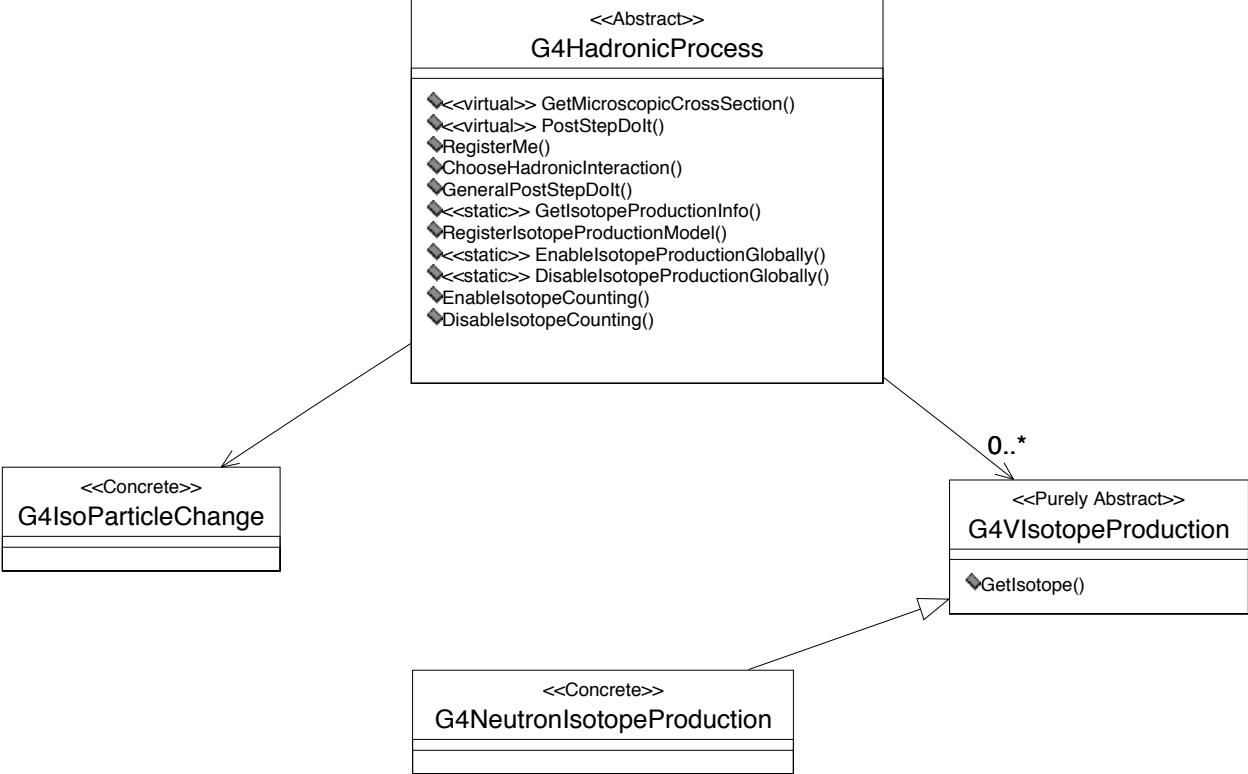 <<Abstract>>
G4HadronicProcess
<<virtual>> GetMicroscopicCrossSection()
<<virtual>> PostStepDoIt()
RegisterMe()
ChooseHadronicInteraction()
GeneralPostStepDoIt()
<<static>> GetIsotopeProductionInfo()
RegisterIsotopeProductionModel()
<<static>> EnableIsotopeProductionGlobally()
<<static>> DisableIsotopeProductionGlobally()
EnableIsotopeCounting()
DisableIsotopeCounting()
0..*
<<Concrete>>
G4IsoParticleChange
<<Purely Abstract>>
G4VIsotopeProduction
GetIsotope()
<<Concrete>>
G4NeutronIsotopeProduction